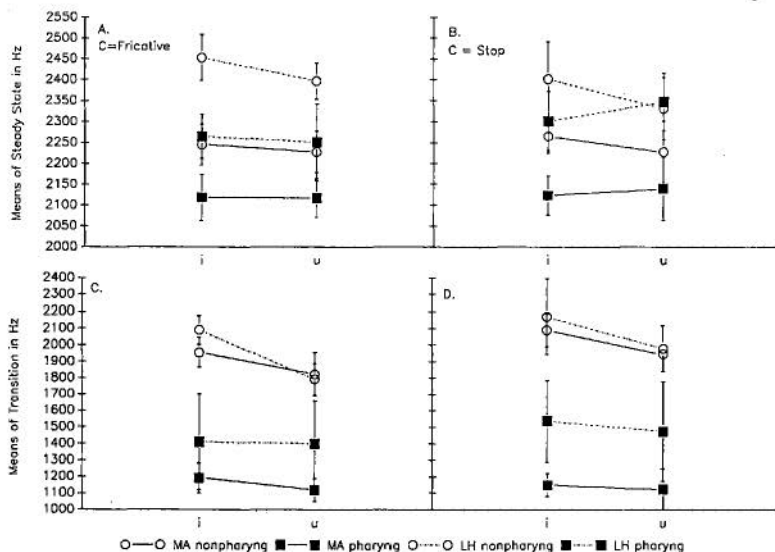 A.
C=Fricative
B.
C = Stop
Means of Steady State in Hz
2550
2500
2450
2400
2350
2300
2250
2200
2150
2100
2050
2000
i
u
i
u
C.
D.
Means of Transition in Hz
2400
2300
2200
2100
2000
1900
1800
1700
1600
1500
1400
1300
1200
1100
1000
i
u
i
u
MA nonpharyng
MA pharyng
LH nonpharyng
LH pharyng